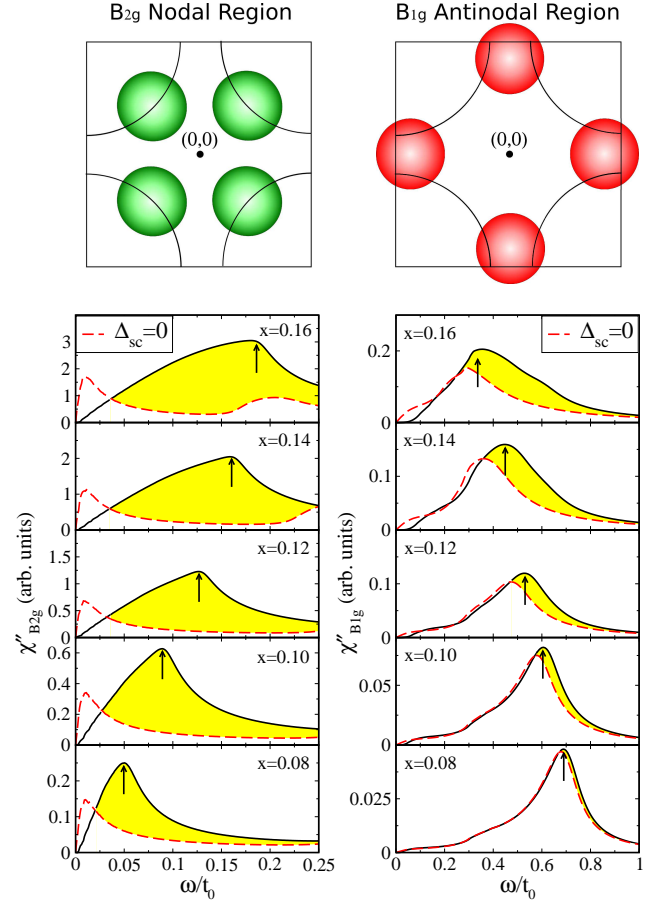 B2g Nodal Region
B1g Antinodal Region
(0,0)
(0,0)
Δsc=0
x=0.16
3
2
1
0
x=0.14
2
1
0
x=0.12
1.5
1
0.5
0
x=0.10
0.6
0.4
0.2
0
x=0.08
0.2
0.1
0
0 0.05 0.1 0.15 0.2 0.25
ω/t0
χ″B2g (arb. units)
x=0.16
Δsc=0
0.2
0
x=0.14
0.1
0
x=0.12
0.1
0
x=0.10
0.05
0
x=0.08
0.025
0
0 0.2 0.4 0.6 0.8 1
ω/t0
χ″B1g (arb. units)